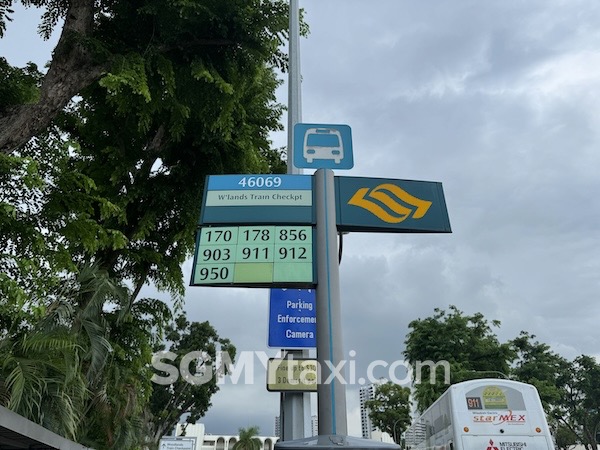 46069
W'lands Train Checkpt
170 178 856
903 911 912
950
Parking
Enforcement
Camera
SGMYTaxi.com
911
starMEX
MITSUBISHI
ELECTRIC